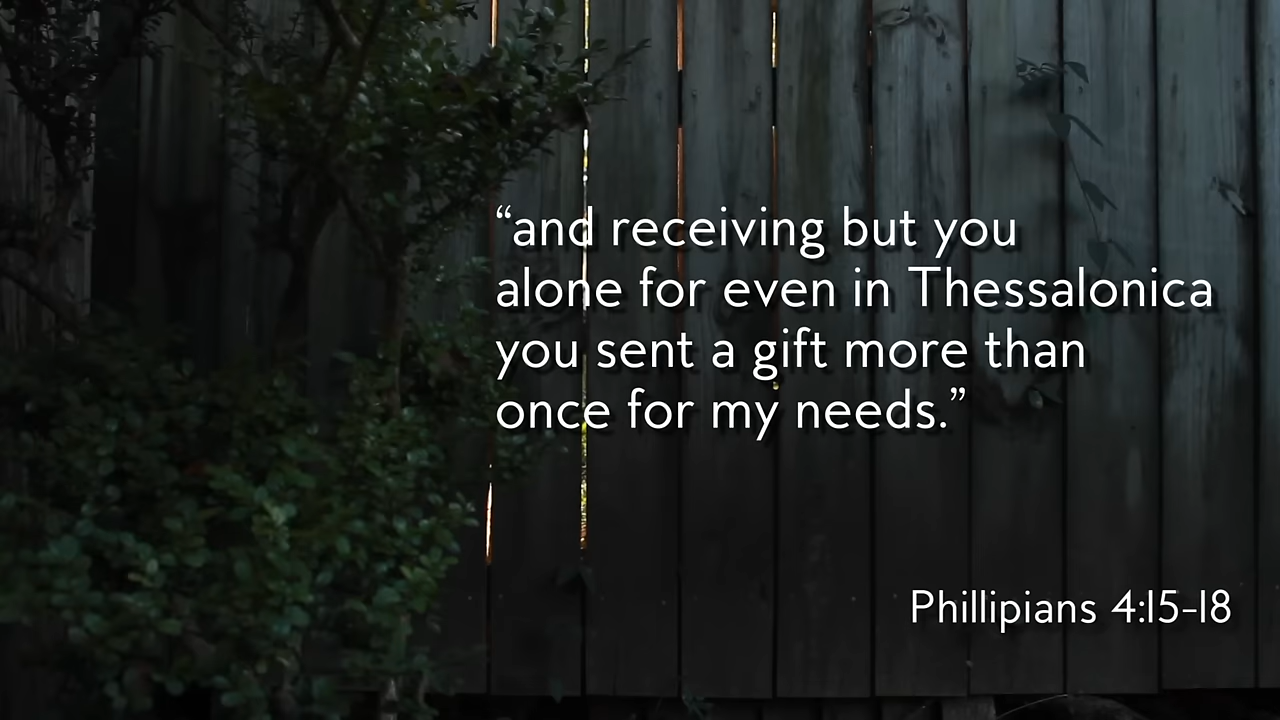 “and receiving but you
alone for even in Thessalonica
you sent a gift more than
once for my needs.”
Phillipians 4:15-18